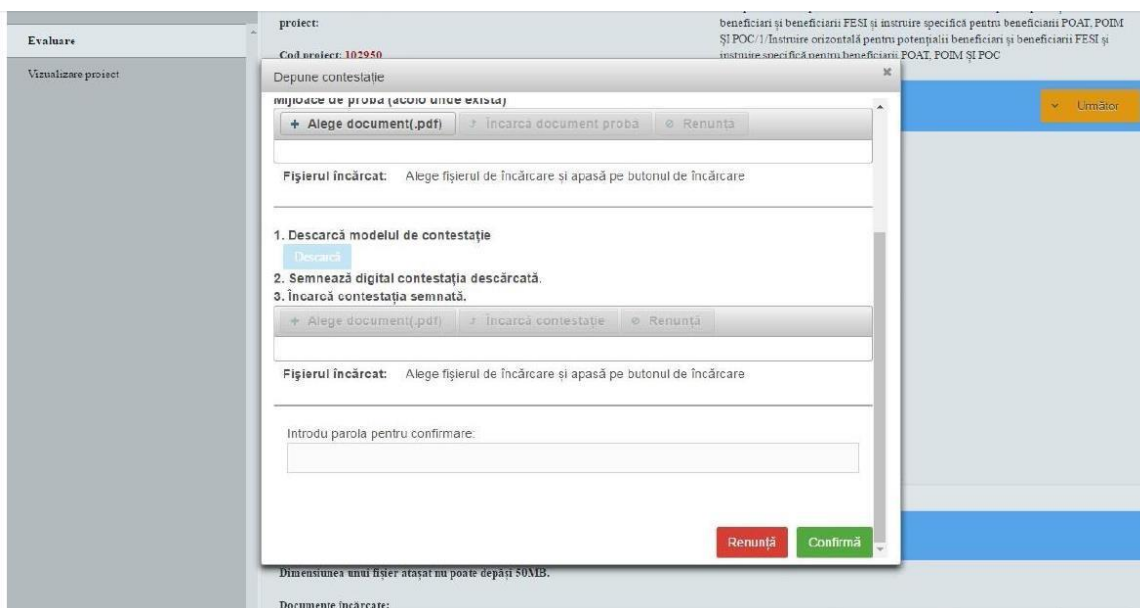 proiect:
beneficiari și beneficiarii FESI și instruire specifică pentru beneficiarii POAT, POIM
ȘI POC/1/Instruire orizontală pentru potențialii beneficiari și beneficiarii FESI și
instruire specifică pentru beneficiarii POAT, POIM ȘI POC
Cod proiect: 102950
Evaluare
Vizualizare proiect
Următor
Depune contestație
Mijloace de probă (acolo unde există)
Alege document(.pdf) Încarcă document probă Renunță
Fișierul încărcat: Alege fișierul de încărcare și apasă pe butonul de încărcare
1. Descarcă modelul de contestație
Descarcă
2. Semnează digital contestația descărcată.
3. Încarcă contestația semnată.
Alege document(.pdf) Încarcă contestație Renunță
Fișierul încărcat: Alege fișierul de încărcare și apasă pe butonul de încărcare
Introdu parola pentru confirmare:
Renunță Confirmă
Dimensiunea unui fișier atașat nu poate depăși 50MB.
Documente încărcate: